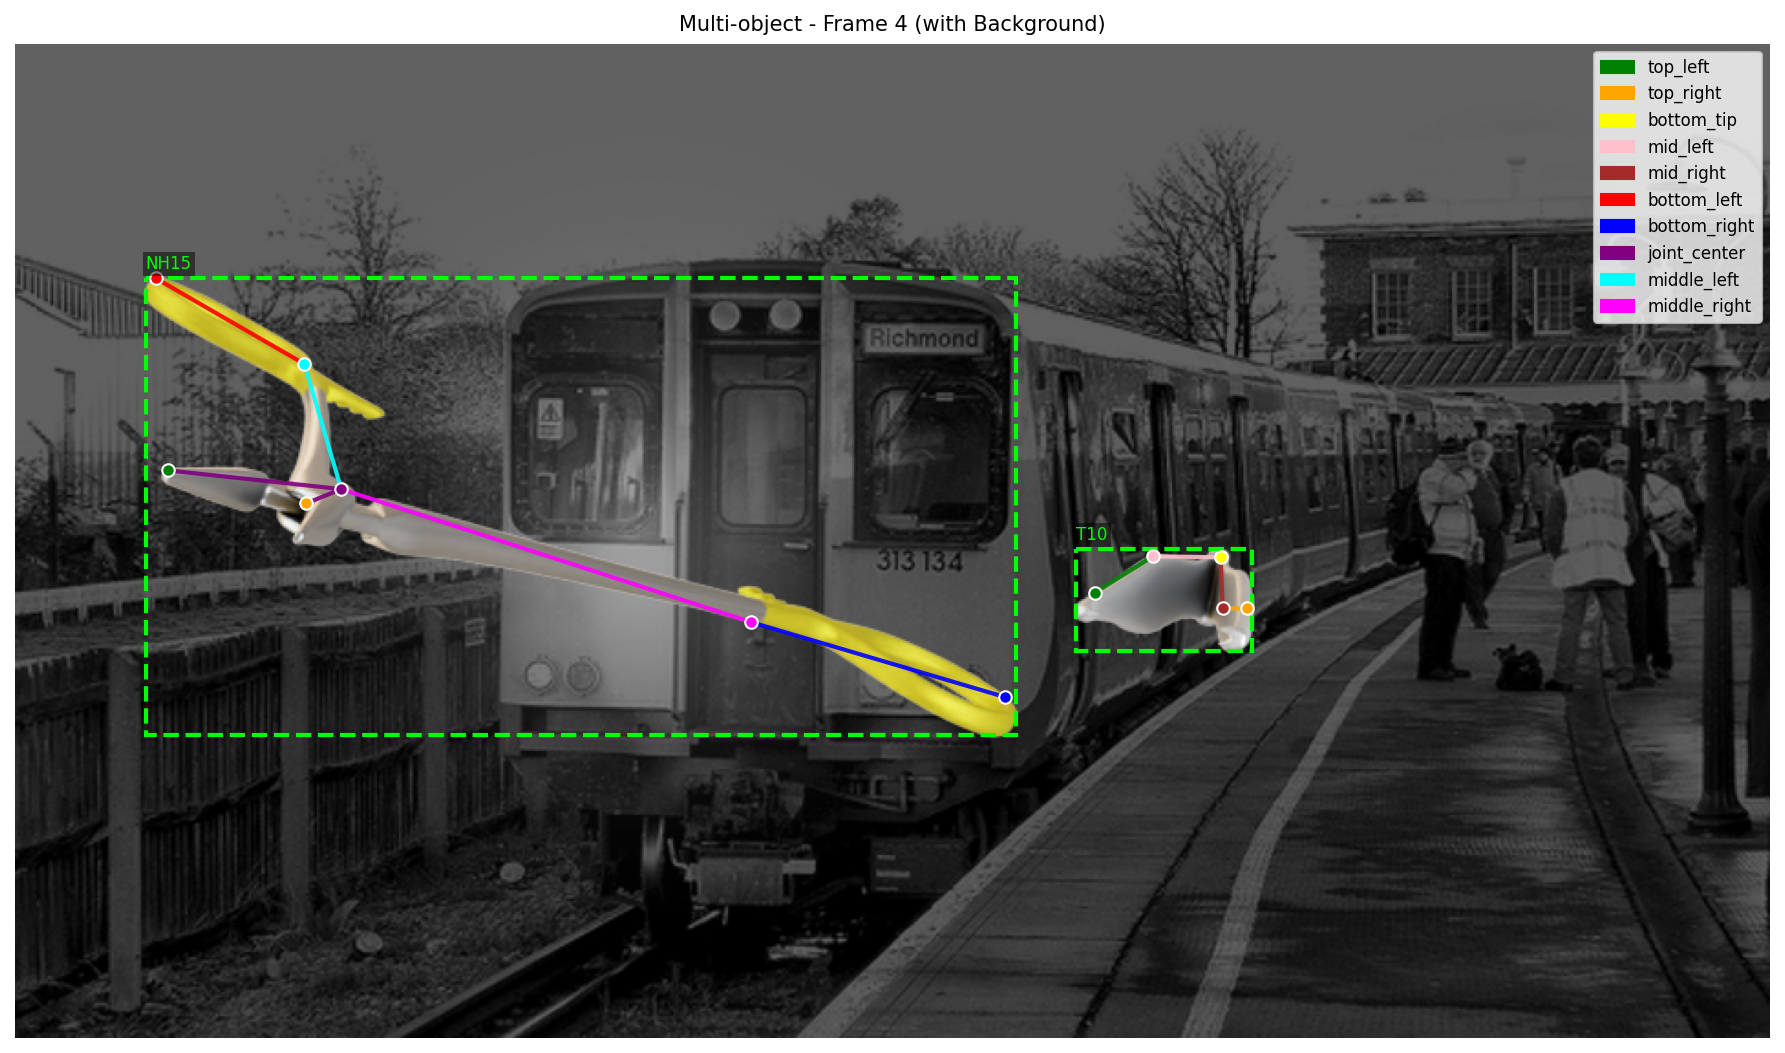 Multi-object - Frame 4 (with Background)
top_left
top_right
bottom_tip
mid_left
mid_right
bottom_left
bottom_right
joint_center
middle_left
middle_right
NH15
Richmond
T10
313 134